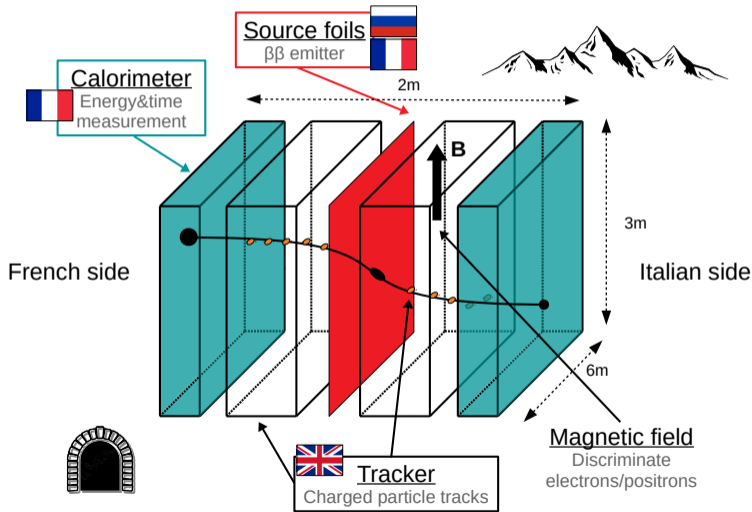 Source foils
ββ emitter
Calorimeter
Energy&time
measurement
2m
B
3m
French side
Italian side
6m
Magnetic field
Discriminate
electrons/positrons
Tracker
Charged particle tracks